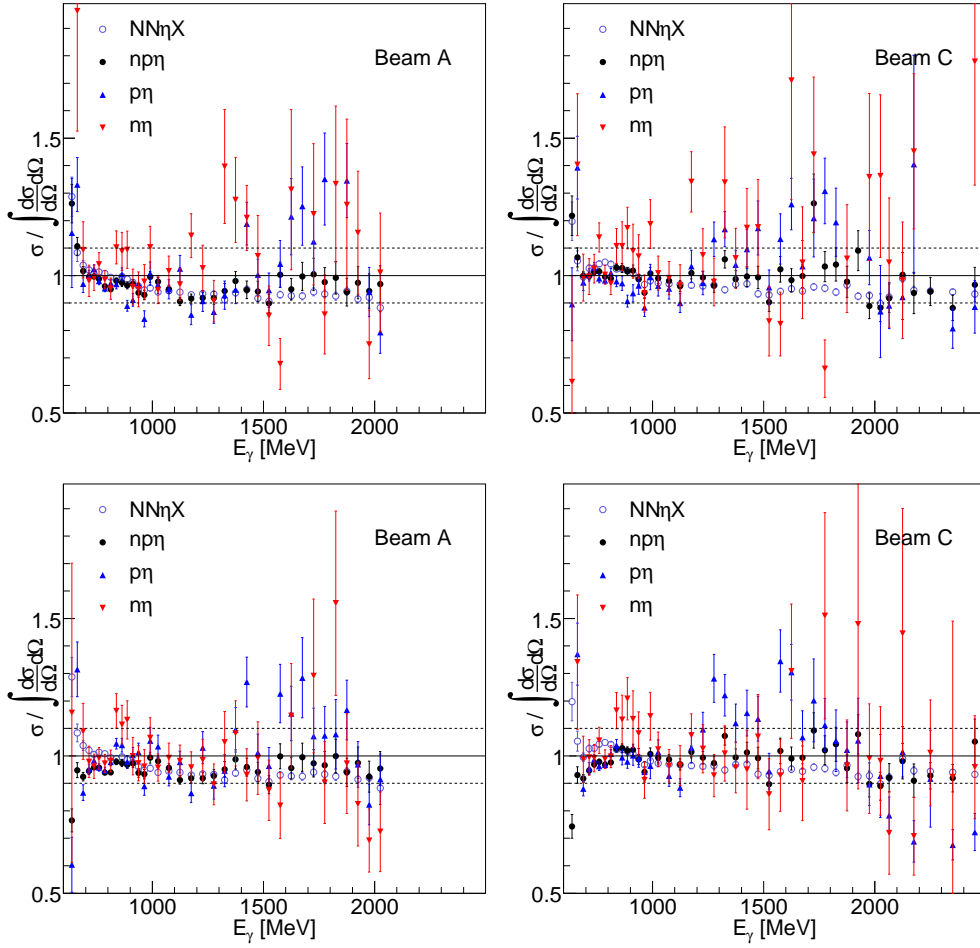 NNηX
npη
pη
nη
Beam A
1.5
1
0.5
1000
1500
2000
E_γ [MeV]
σ / ∫ dσ/dΩ dΩ
NNηX
npη
pη
nη
Beam C
1.5
1
0.5
1000
1500
2000
E_γ [MeV]
σ / ∫ dσ/dΩ dΩ
NNηX
npη
pη
nη
Beam A
1.5
1
0.5
1000
1500
2000
E_γ [MeV]
σ / ∫ dσ/dΩ dΩ
NNηX
npη
pη
nη
Beam C
1.5
1
0.5
1000
1500
2000
E_γ [MeV]
σ / ∫ dσ/dΩ dΩ